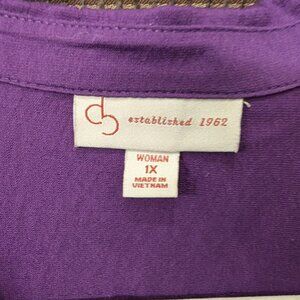 established 1962
WOMAN
1X
MADE IN
VIETNAM